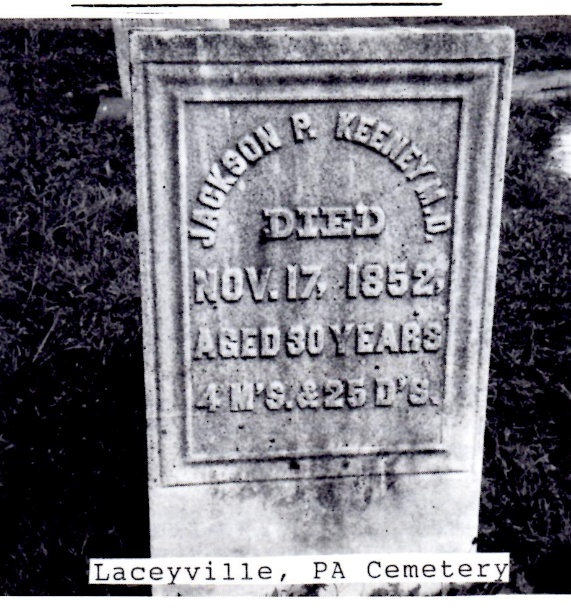 JACKSON P. KEENEY M.D.
DIED
NOV. 17, 1852,
AGED 30 YEARS
4 M'S. & 25 D'S.
Laceyville, PA Cemetery